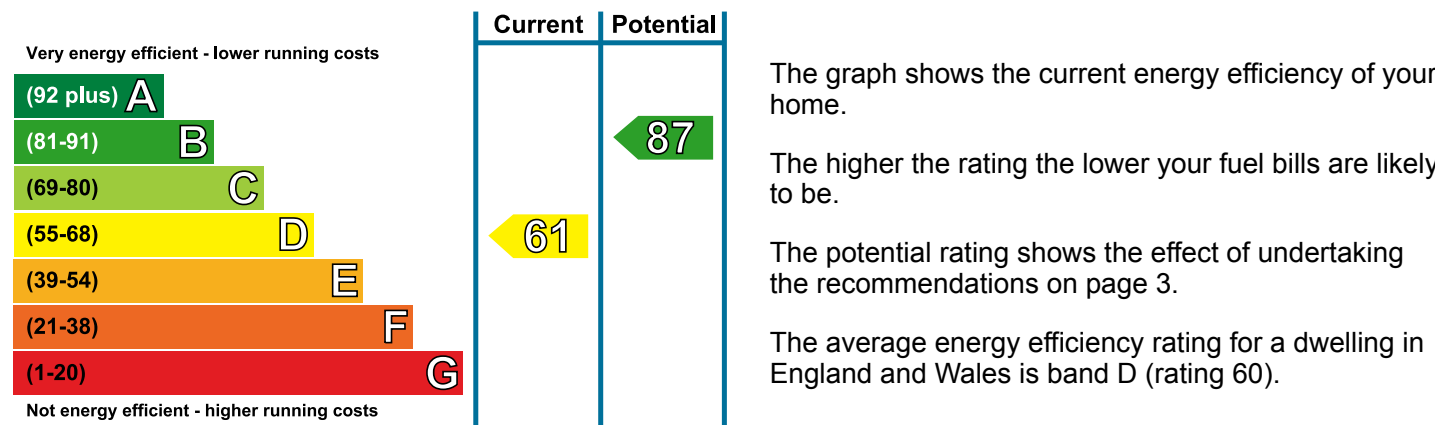 Current Potential
Very energy efficient - lower running costs
(92 plus) A
(81-91) B
87
(69-80) C
(55-68) D
61
(39-54) E
(21-38) F
(1-20) G
Not energy efficient - higher running costs
The graph shows the current energy efficiency of your
home.
The higher the rating the lower your fuel bills are likely
to be.
The potential rating shows the effect of undertaking
the recommendations on page 3.
The average energy efficiency rating for a dwelling in
England and Wales is band D (rating 60).